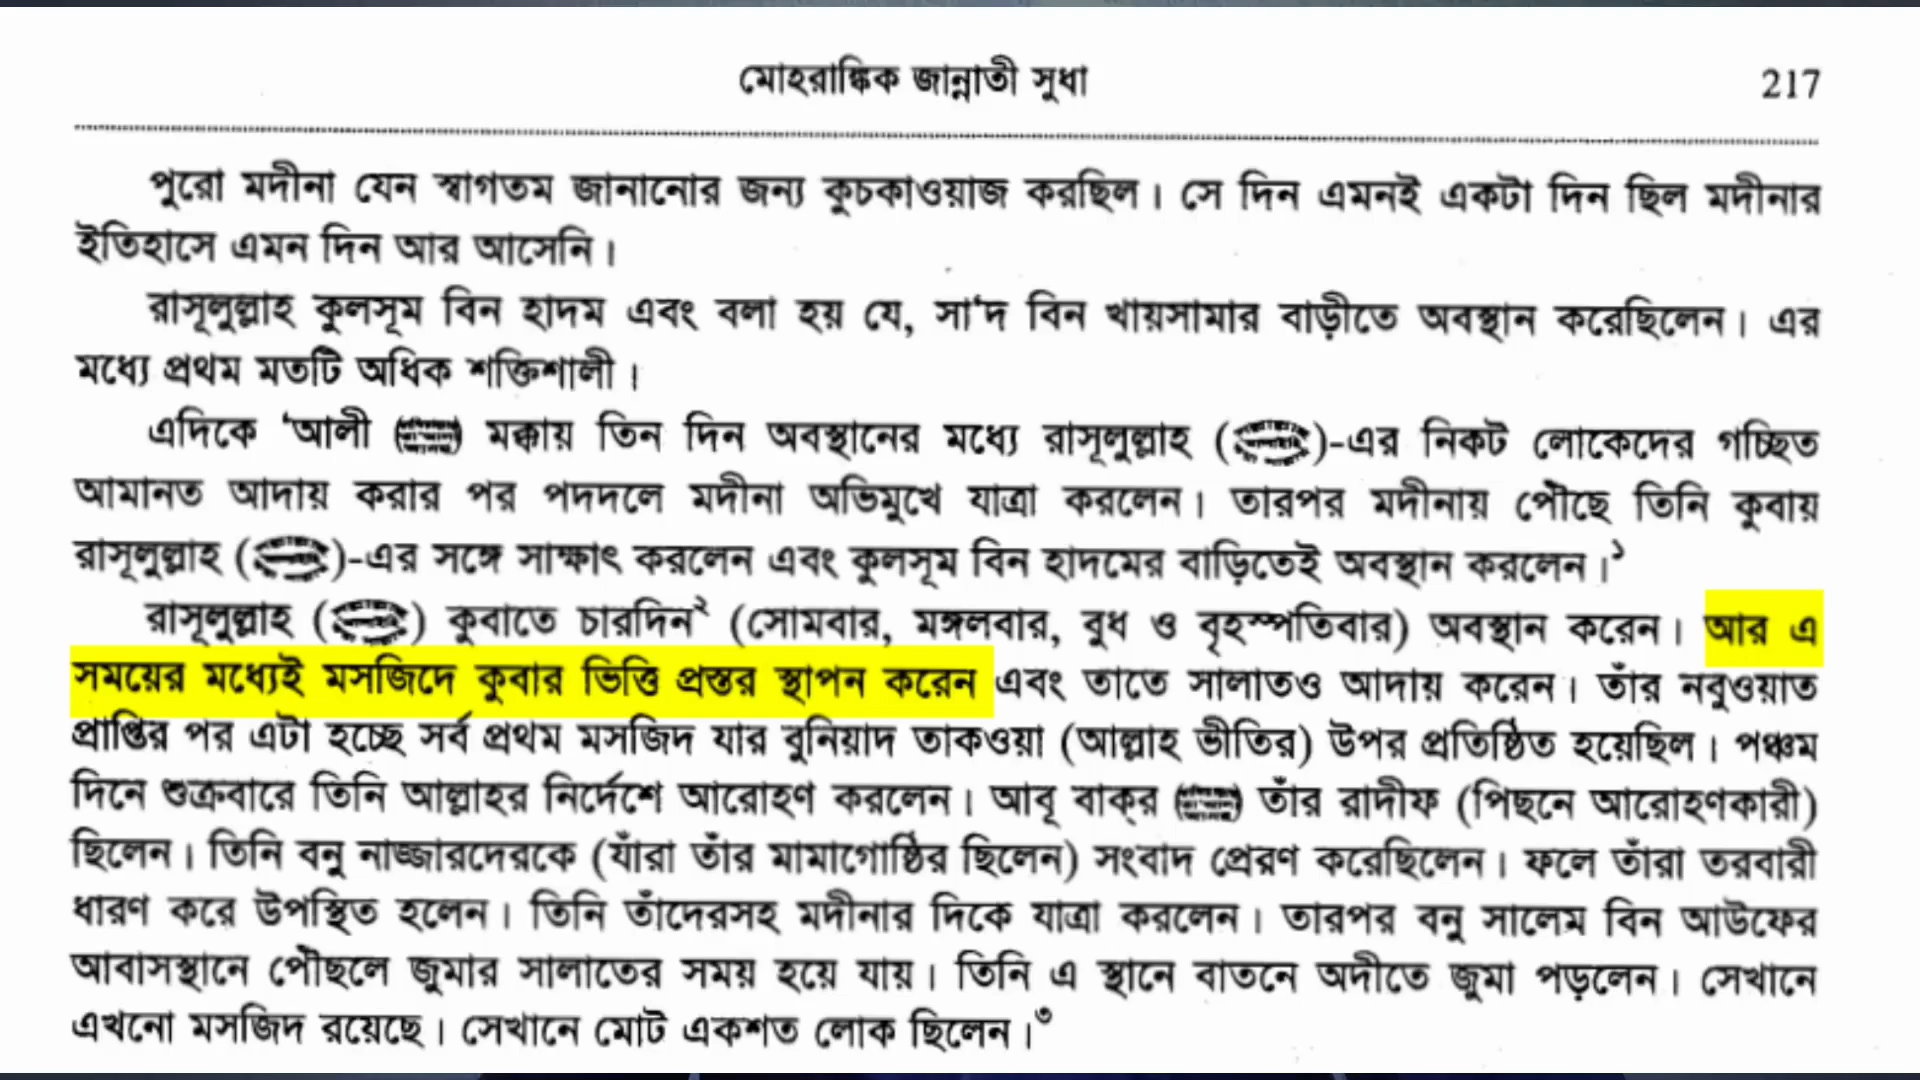 মোহরাঙ্কিক জান্নাতী সুধা 217
পুরো মদীনা যেন স্বাগতম জানানোর জন্য কুচকাওয়াজ করছিল। সে দিন এমনই একটা দিন ছিল মদীনার
ইতিহাসে এমন দিন আর আসেনি।
রাসূলুল্লাহ কুলসূম বিন হাদম এবং বলা হয় যে, সা'দ বিন খায়সামার বাড়ীতে অবস্থান করেছিলেন। এর
মধ্যে প্রথম মতটি অধিক শক্তিশালী।
এদিকে 'আলী মক্কায় তিন দিন অবস্থানের মধ্যে রাসূলুল্লাহ ()-এর নিকট লোকেদের গচ্ছিত
আমানত আদায় করার পর পদদলে মদীনা অভিমুখে যাত্রা করলেন। তারপর মদীনায় পৌঁছে তিনি কুবায়
রাসূলুল্লাহ ()-এর সঙ্গে সাক্ষাৎ করলেন এবং কুলসূম বিন হাদমের বাড়িতেই অবস্থান করলেন।১
রাসূলুল্লাহ () কুবাতে চারদিন২ (সোমবার, মঙ্গলবার, বুধ ও বৃহস্পতিবার) অবস্থান করেন। আর এ
সময়ের মধ্যেই মসজিদে কুবার ভিত্তি প্রস্তর স্থাপন করেন এবং তাতে সালাতও আদায় করেন। তাঁর নবুওয়াত
প্রাপ্তির পর এটা হচ্ছে সর্ব প্রথম মসজিদ যার বুনিয়াদ তাকওয়া (আল্লাহ ভীতির) উপর প্রতিষ্ঠিত হয়েছিল। পঞ্চম
দিনে শুক্রবারে তিনি আল্লাহর নির্দেশে আরোহণ করলেন। আবূ বাক্‌র তাঁর রাদীফ (পিছনে আরোহণকারী)
ছিলেন। তিনি বনু নাজ্জারদেরকে (যাঁরা তাঁর মামাগোষ্ঠির ছিলেন) সংবাদ প্রেরণ করেছিলেন। ফলে তাঁরা তরবারী
ধারণ করে উপস্থিত হলেন। তিনি তাঁদেরসহ মদীনার দিকে যাত্রা করলেন। তারপর বনু সালেম বিন আউফের
আবাসস্থানে পৌঁছলে জুমার সালাতের সময় হয়ে যায়। তিনি এ স্থানে বাতনে অদীতে জুমা পড়লেন। সেখানে
এখনো মসজিদ রয়েছে। সেখানে মোট একশত লোক ছিলেন।৩